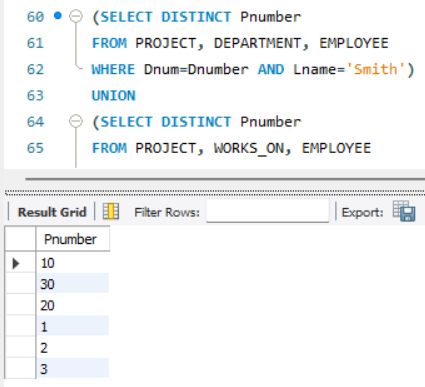 60 (SELECT DISTINCT Pnumber
61 FROM PROJECT, DEPARTMENT, EMPLOYEE
62 WHERE Dnum=Dnumber AND Lname='Smith')
63 UNION
64 (SELECT DISTINCT Pnumber
65 FROM PROJECT, WORKS_ON, EMPLOYEE
Result Grid Filter Rows: Export:
Pnumber
10
30
20
1
2
3